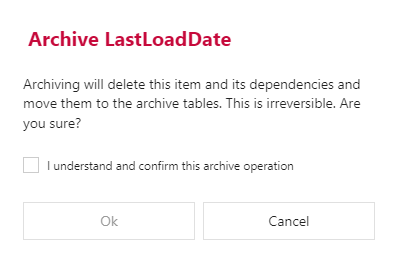 Archive LastLoadDate
Archiving will delete this item and its dependencies and
move them to the archive tables. This is irreversible. Are
you sure?
I understand and confirm this archive operation
Ok
Cancel